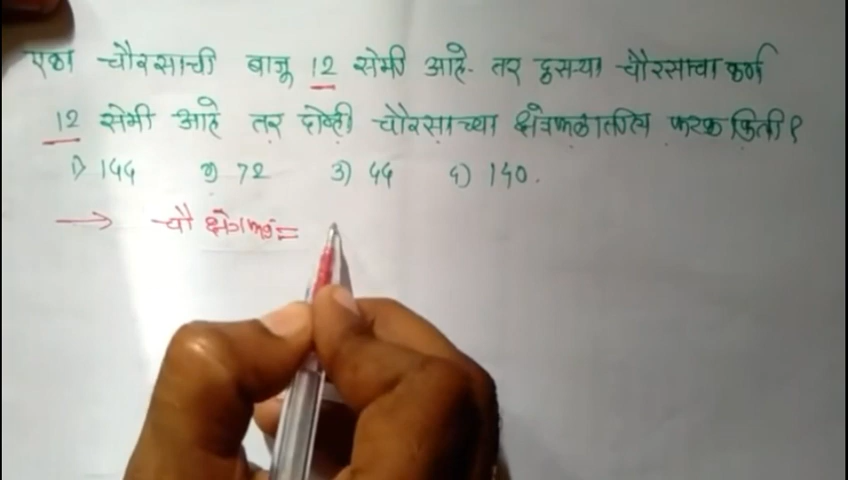 एका चौरसाची बाजू 12 सेमी आहे. तर दुसऱ्या चौरसाचा कर्ण
12 सेमी आहे तर दोन्ही चौरसाच्या क्षेत्रफळातील फरक किती?
1) 144 2) 72 3) 44 4) 140.
→ चौ क्षेत्रफळ =